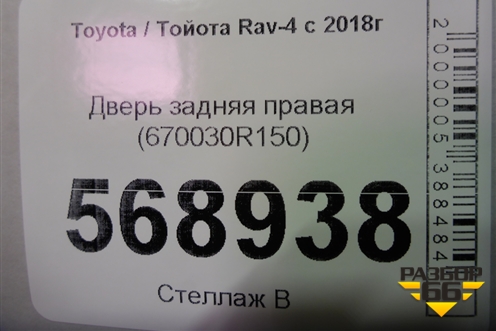 Toyota / Тойота Rav-4 с 2018г
Дверь задняя правая
(670030R150)
568938
Стеллаж В
2000005388484
РАЗБОР
66